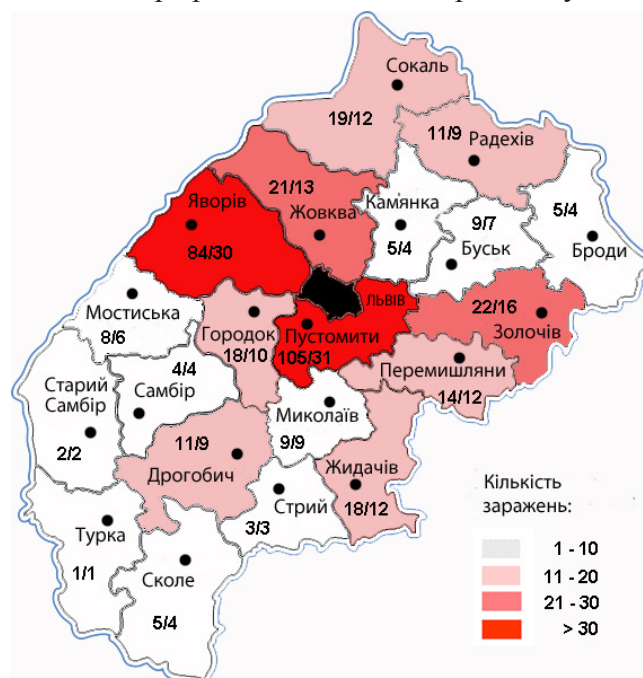 Сокаль
19/12
11/9
Радехів
21/13
Жовква
Яворів
84/30
Кам'янка
5/4
9/7
Буськ
5/4
Броди
Мостиська
8/6
Городок
18/10
ЛЬВІВ
Пустомити
105/31
22/16
Золочів
Перемишляни
14/12
Старий
Самбір
2/2
4/4
Самбір
Миколаїв
9/9
11/9
Дрогобич
Жидачів
18/12
Стрий
3/3
Турка
1/1
Сколе
5/4
Кількість
заражень:
1 - 10
11 - 20
21 - 30
> 30